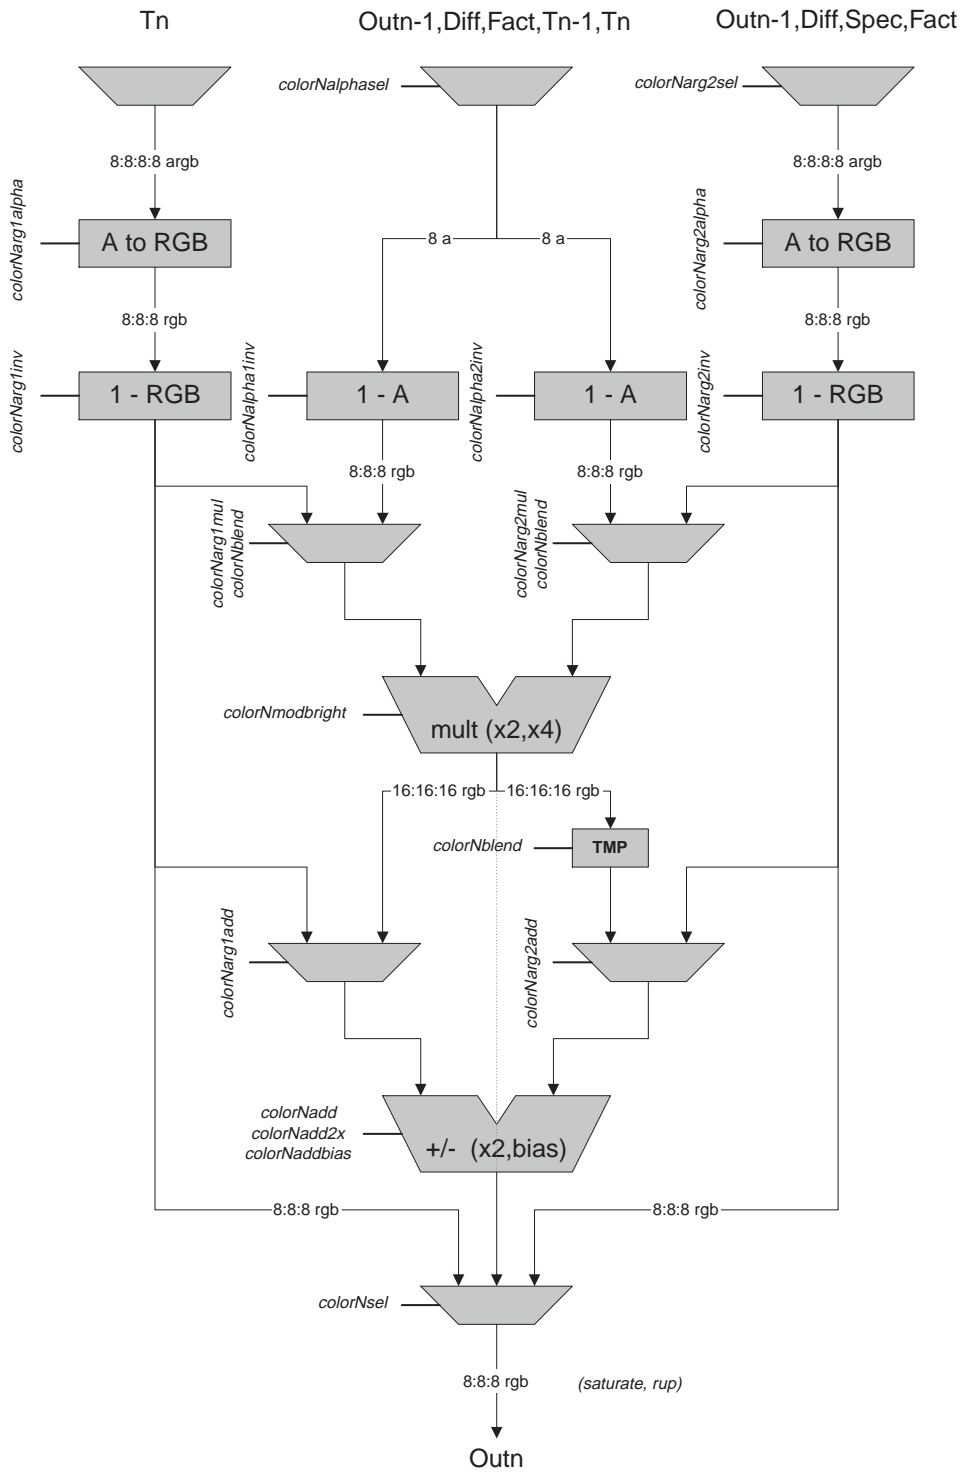 Tn
Outn-1,Diff,Fact,Tn-1,Tn
Outn-1,Diff,Spec,Fact
colorNalphasel
colorNarg2sel
8:8:8:8 argb
8:8:8:8 argb
colorNarg1alpha
A to RGB
8 a
8 a
colorNarg2alpha
A to RGB
8:8:8 rgb
8:8:8 rgb
colorNarg1inv
1 - RGB
colorNalpha1inv
1 - A
colorNalpha2inv
1 - A
colorNarg2inv
1 - RGB
8:8:8 rgb
8:8:8 rgb
colorNarg1mul
colorNblend
colorNarg2mul
colorNblend
colorNmodbright
mult (x2,x4)
16:16:16 rgb
16:16:16 rgb
colorNblend
TMP
colorNarg1add
colorNarg2add
colorNadd
colorNadd2x
colorNaddbias
+/- (x2,bias)
8:8:8 rgb
8:8:8 rgb
colorNsel
8:8:8 rgb
(saturate, rup)
Outn